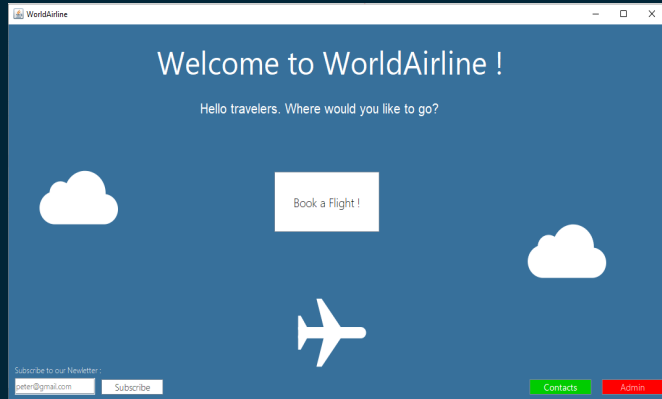 WorldAirline
Welcome to WorldAirline !
Hello travelers. Where would you like to go?
Book a Flight !
Subscribe to our Newletter :
peter@gmail.com
Subscribe
Contacts
Admin